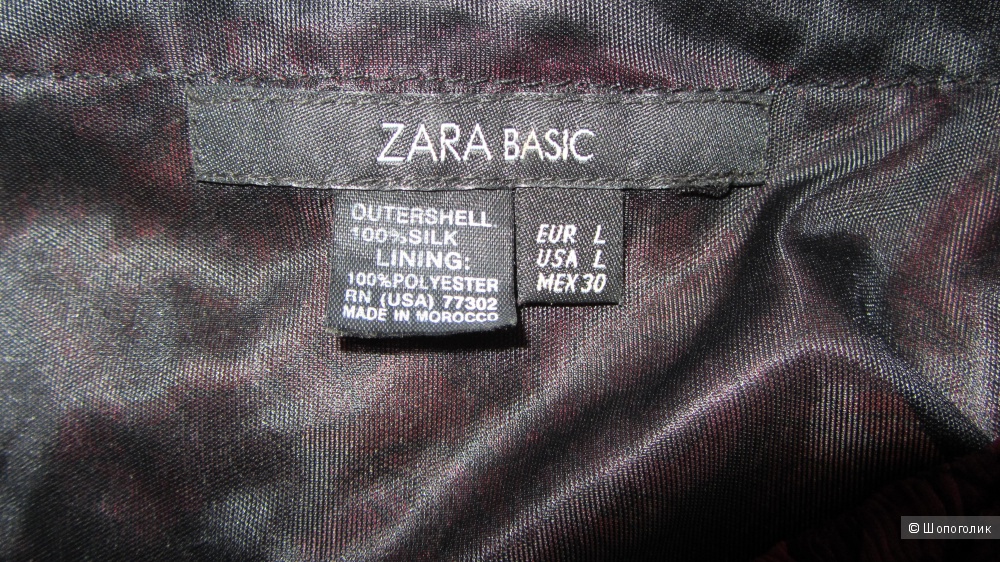 ZARA BASIC
OUTERSHELL
100%SILK
LINING:
100%POLYESTER
RN (USA) 77302
MADE IN MOROCCO
EUR L
USA L
MEX 30
© Шопоголик